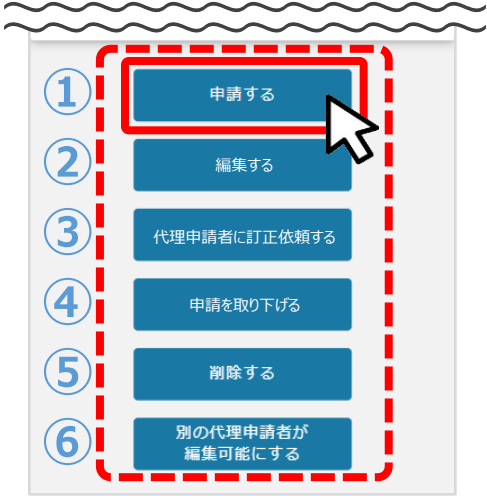 ① 申請する
② 編集する
③ 代理申請者に訂正依頼する
④ 申請を取り下げる
⑤ 削除する
⑥ 別の代理申請者が
編集可能にする